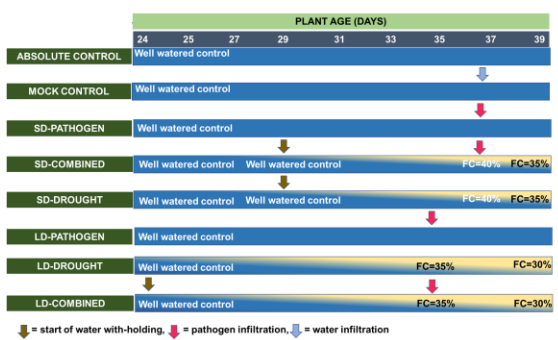 PLANT AGE (DAYS)
24 25 27 29 31 33 35 37 39
ABSOLUTE CONTROL Well watered control
MOCK CONTROL Well watered control
SD-PATHOGEN Well watered control
SD-COMBINED Well watered control Well watered control FC=40% FC=35%
SD-DROUGHT Well watered control Well watered control FC=40% FC=35%
LD-PATHOGEN Well watered control
LD-DROUGHT Well watered control FC=35% FC=30%
LD-COMBINED Well watered control FC=35% FC=30%
= start of water with-holding, = pathogen infiltration, = water infiltration